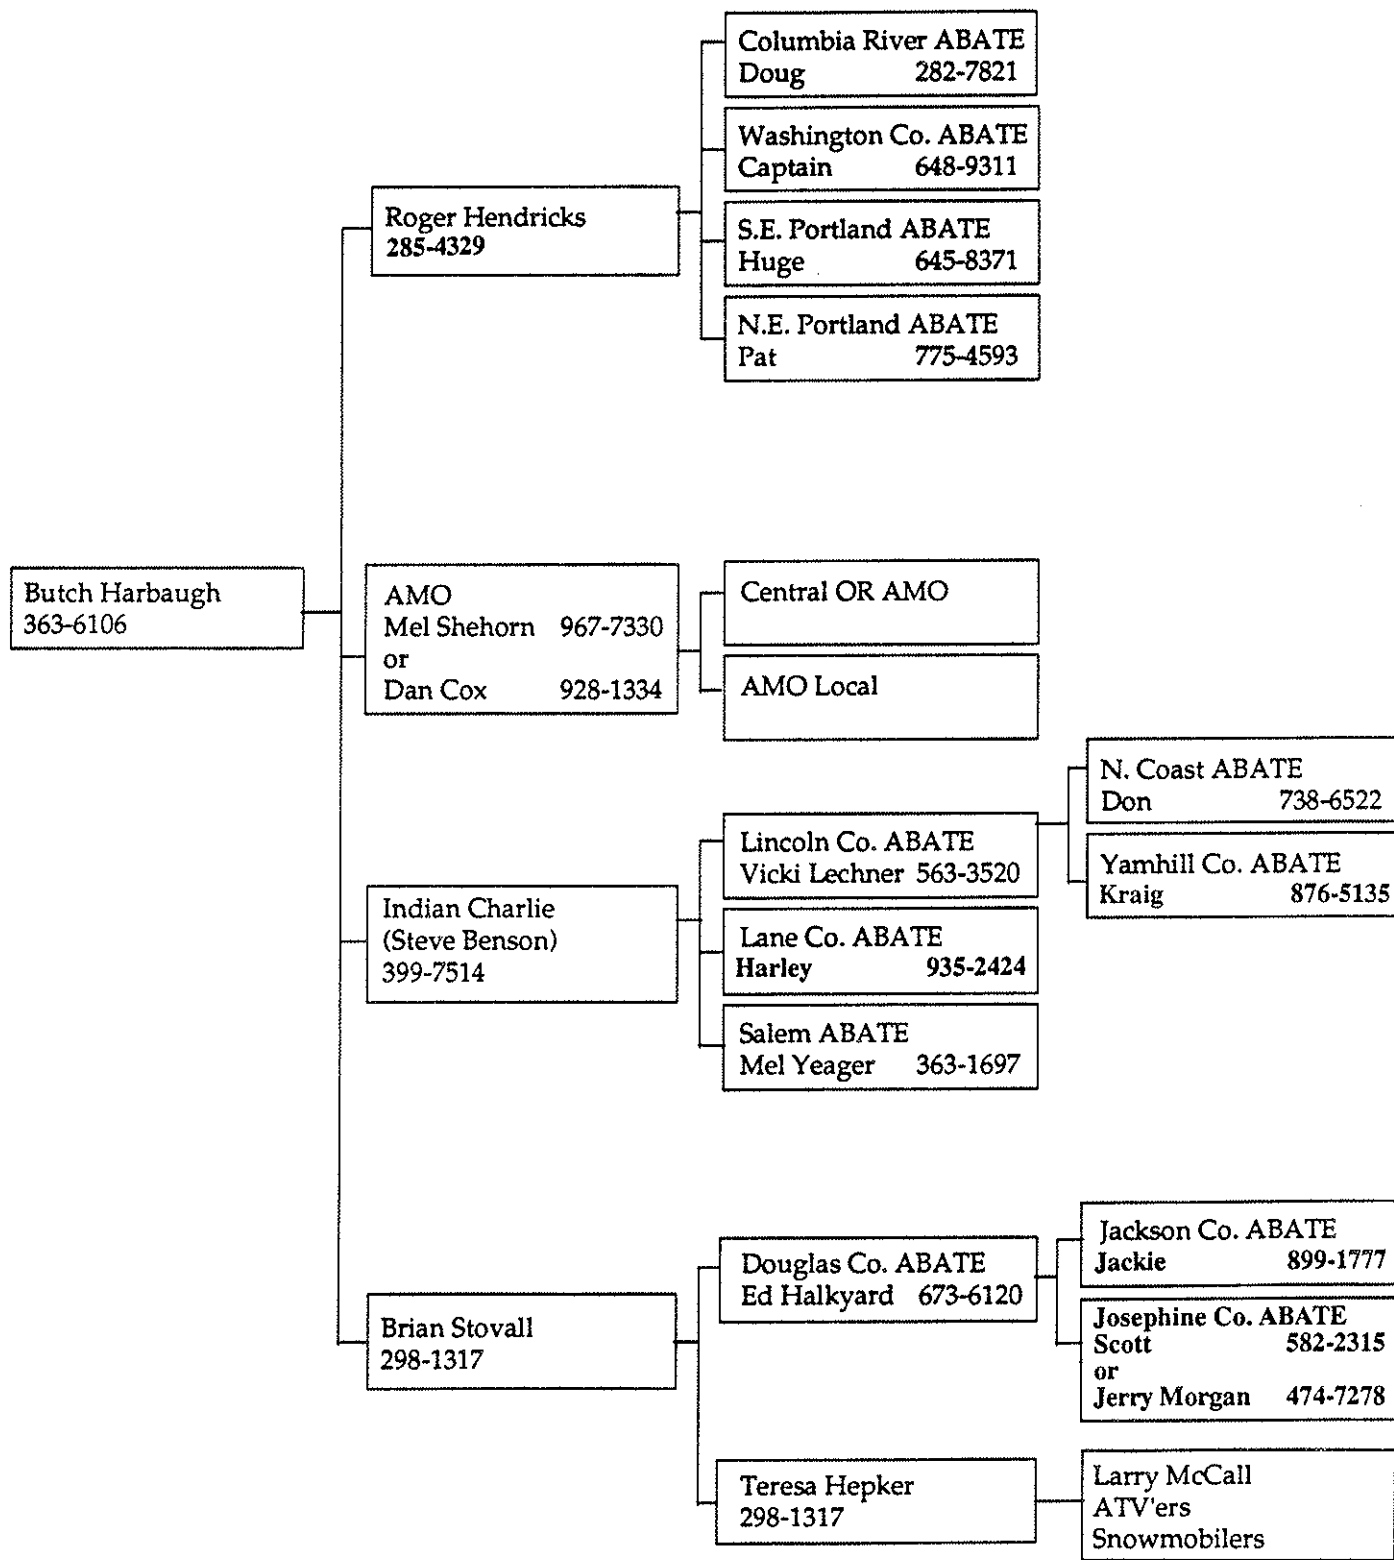 Butch Harbaugh
363-6106
Roger Hendricks
285-4329
Columbia River ABATE
Doug 282-7821
Washington Co. ABATE
Captain 648-9311
S.E. Portland ABATE
Huge 645-8371
N.E. Portland ABATE
Pat 775-4593
AMO
Mel Shehorn 967-7330
or
Dan Cox 928-1334
Central OR AMO
AMO Local
Indian Charlie
(Steve Benson)
399-7514
Lincoln Co. ABATE
Vicki Lechner 563-3520
N. Coast ABATE
Don 738-6522
Yamhill Co. ABATE
Kraig 876-5135
Lane Co. ABATE
Harley 935-2424
Salem ABATE
Mel Yeager 363-1697
Brian Stovall
298-1317
Douglas Co. ABATE
Ed Halkyard 673-6120
Jackson Co. ABATE
Jackie 899-1777
Josephine Co. ABATE
Scott 582-2315
or
Jerry Morgan 474-7278
Teresa Hepker
298-1317
Larry McCall
ATV'ers
Snowmobilers